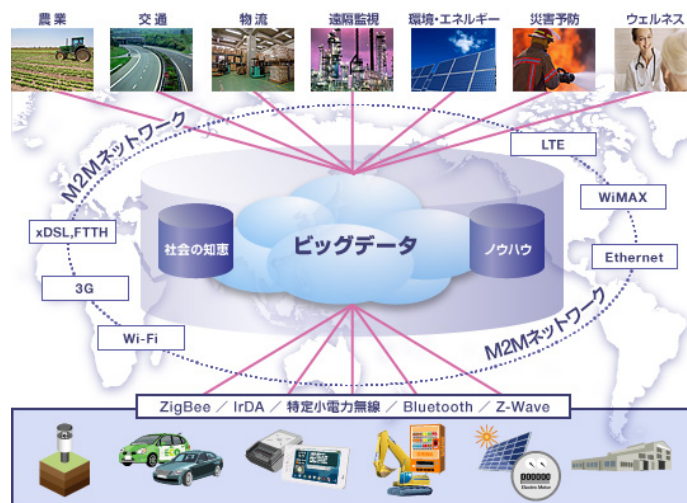 農業
交通
物流
遠隔監視
環境・エネルギー
災害予防
ウェルネス
M2Mネットワーク
LTE
WiMAX
xDSL,FTTH
社会の知恵
ビッグデータ
ノウハウ
Ethernet
3G
Wi-Fi
M2Mネットワーク
ZigBee ／ IrDA ／ 特定小電力無線 ／ Bluetooth ／ Z-Wave
ECO
Electric Meter